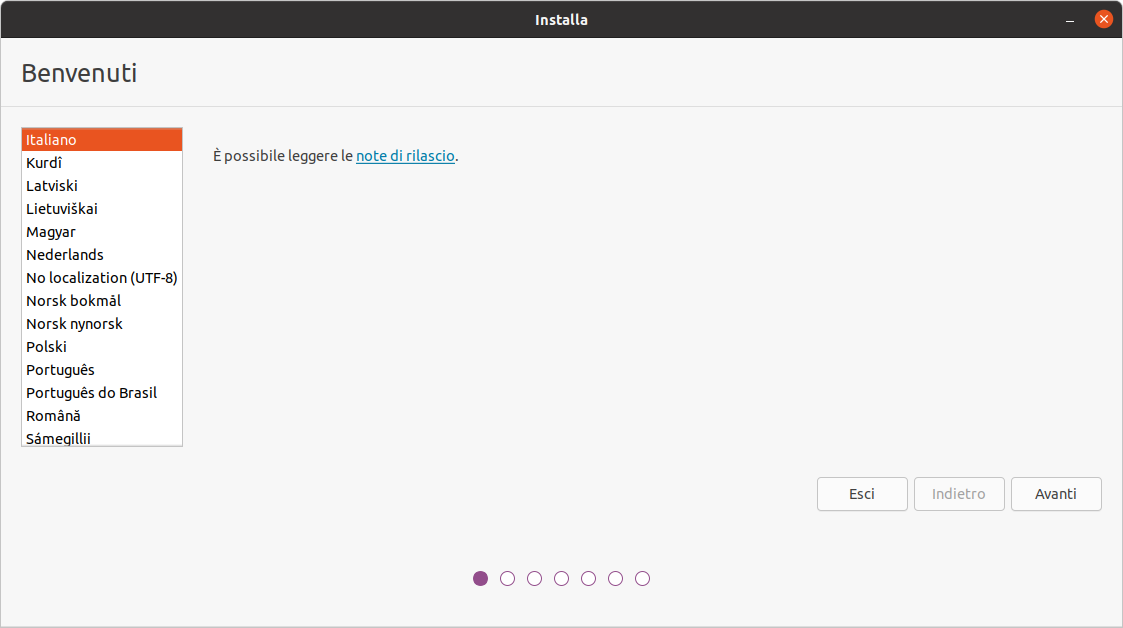 Installa
Benvenuti
Italiano
Kurdî
Latviski
Lietuviškai
Magyar
Nederlands
No localization (UTF-8)
Norsk bokmål
Norsk nynorsk
Polski
Português
Português do Brasil
Română
Sámegillii
È possibile leggere le note di rilascio.
Esci
Indietro
Avanti